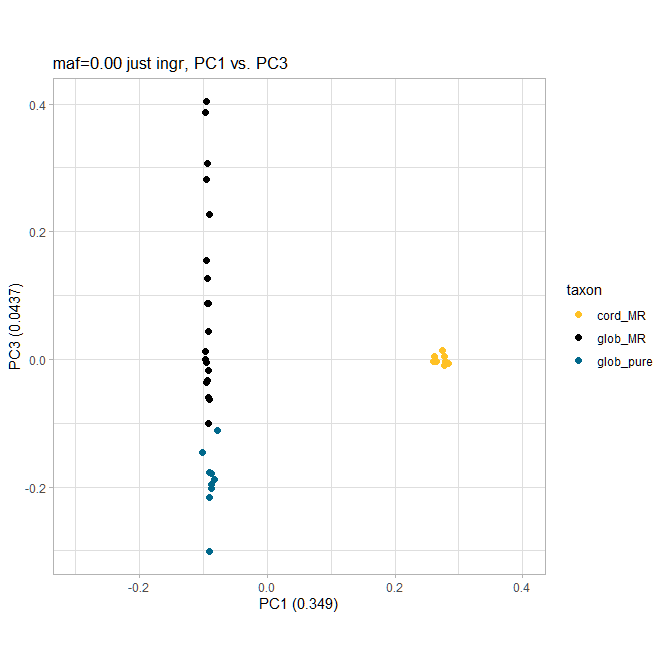 maf=0.00 just ingr, PC1 vs. PC3
0.4
0.2
0.0
-0.2
PC3 (0.0437)
-0.2
0.0
0.2
0.4
PC1 (0.349)
taxon
cord_MR
glob_MR
glob_pure